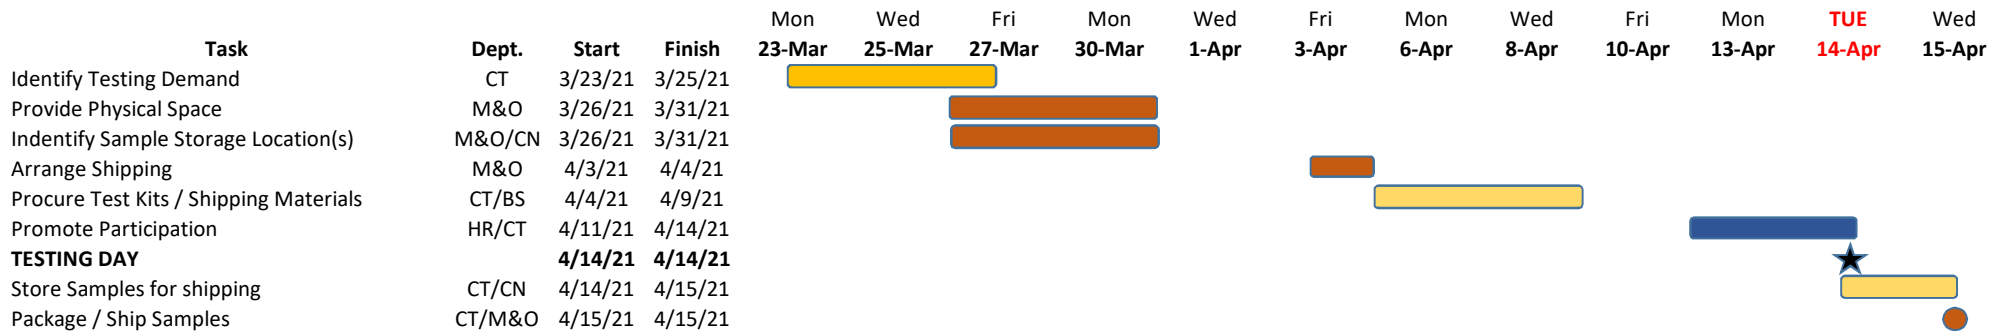 Mon Wed Fri Mon Wed Fri Mon Wed Fri Mon TUE Wed
Task Dept. Start Finish 23-Mar 25-Mar 27-Mar 30-Mar 1-Apr 3-Apr 6-Apr 8-Apr 10-Apr 13-Apr 14-Apr 15-Apr
Identify Testing Demand CT 3/23/21 3/25/21
Provide Physical Space M&O 3/26/21 3/31/21
Indentify Sample Storage Location(s) M&O/CN 3/26/21 3/31/21
Arrange Shipping M&O 4/3/21 4/4/21
Procure Test Kits / Shipping Materials CT/BS 4/4/21 4/9/21
Promote Participation HR/CT 4/11/21 4/14/21
TESTING DAY 4/14/21 4/14/21
Store Samples for shipping CT/CN 4/14/21 4/15/21
Package / Ship Samples CT/M&O 4/15/21 4/15/21